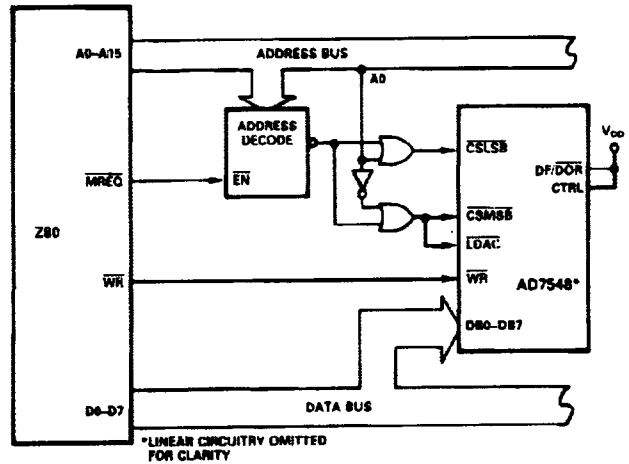 A0–A15
ADDRESS BUS
A0
ADDRESS
DECODE
VDD
CSLSB
DF/DOR
CTRL
MREQ
EN
CSMSB
Z80
LDAC
WR
WR
AD7548*
DB0–DB7
D0–D7
DATA BUS
*LINEAR CIRCUITRY OMITTED
FOR CLARITY